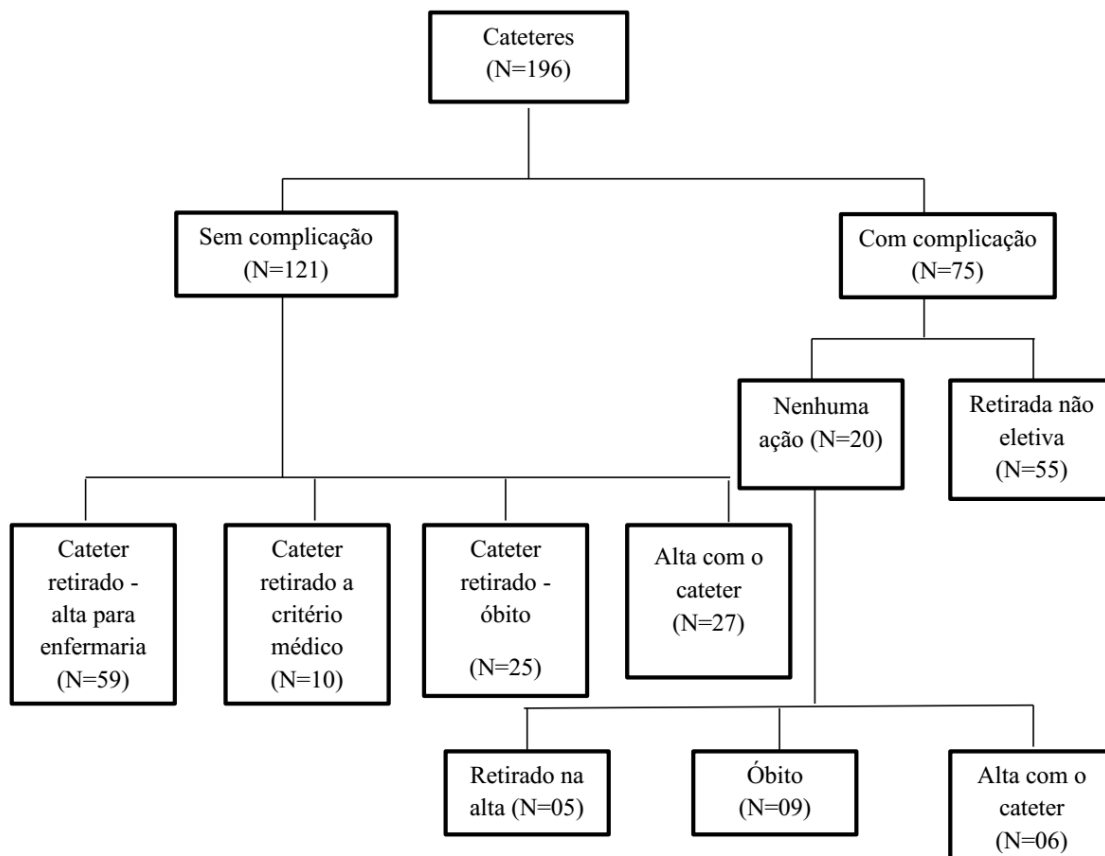 Cateteres
(N=196)
Sem complicação
(N=121)
Com complicação
(N=75)
Nenhuma
ação (N=20)
Retirada não
eletiva
(N=55)
Cateter
retirado -
alta para
enfermaria
(N=59)
Cateter
retirado a
critério
médico
(N=10)
Cateter
retirado -
óbito
(N=25)
Alta com o
cateter
(N=27)
Retirado na
alta (N=05)
Óbito
(N=09)
Alta com o
cateter
(N=06)